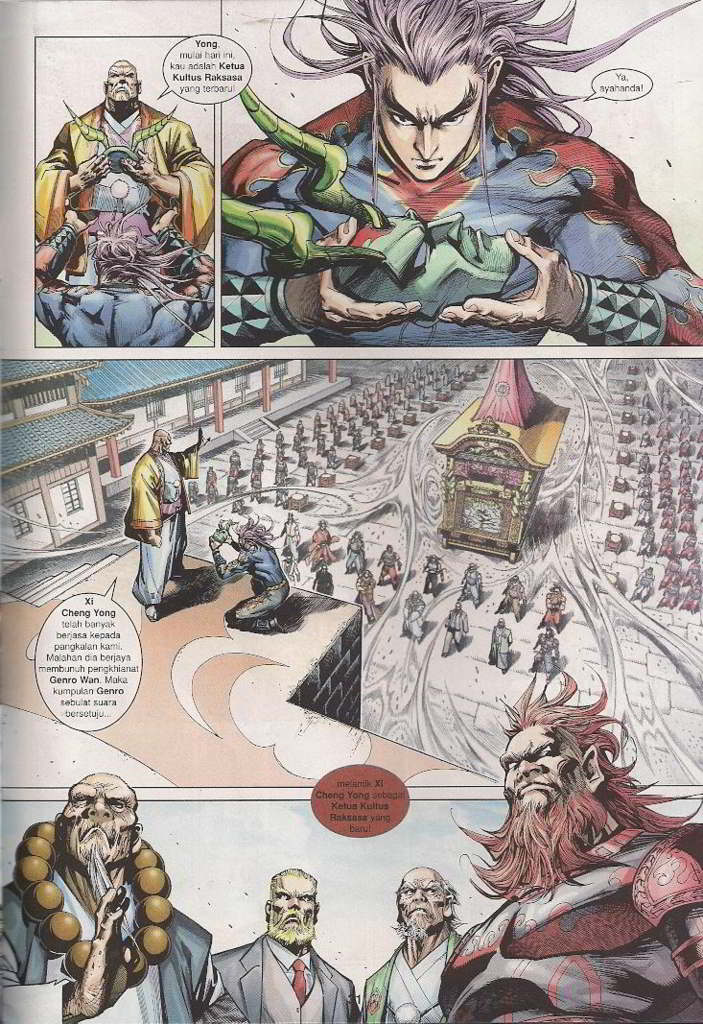 Yong,
mulai hari ini,
kau adalah Ketua
Kultus Raksasa
yang terbaru!
Ya,
ayahanda!
Xi
Cheng Yong
telah banyak
berjasa kepada
pangkalan kami.
Malahan dia berjaya
membunuh pengkhianat
Genro Wan. Maka
kumpulan Genro
sebulat suara
bersetuju...
melantik Xi
Cheng Yong sebagai
Ketua Kultus
Raksasa yang
baru!